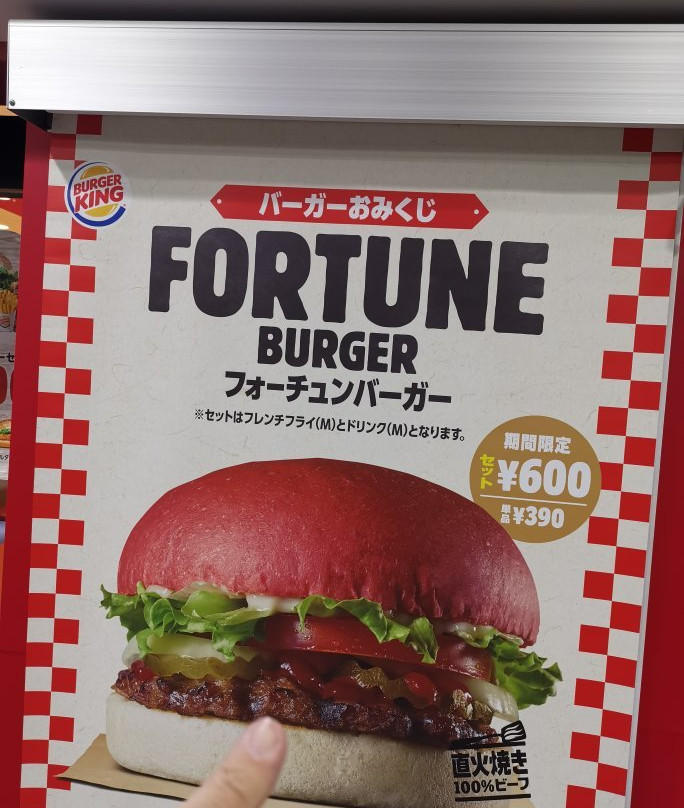 BURGER
KING
バーガーおみくじ
FORTUNE
BURGER
フォーチュンバーガー
※セットはフレンチフライ(M)とドリンク(M)となります。
期間限定
セット ¥600
単品 ¥390
直火焼き
100%ビーフ